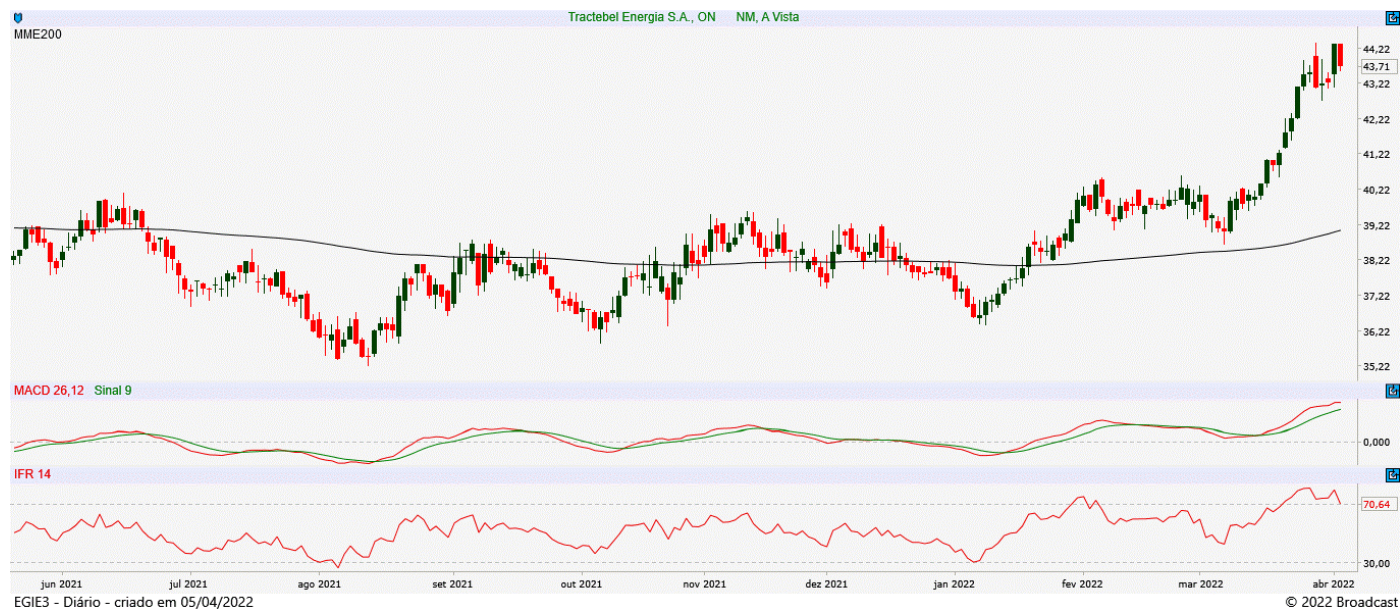 Tractebel Energia S.A., ON NM, A Vista
MME200
44,22
43,71
43,22
42,22
41,22
40,22
39,22
38,22
37,22
36,22
35,22
MACD 26,12 Sinal 9
0,000
IFR 14
70,64
30,00
jun 2021 jul 2021 ago 2021 set 2021 out 2021 nov 2021 dez 2021 jan 2022 fev 2022 mar 2022 abr 2022
EGIE3 - Diário - criado em 05/04/2022 © 2022 Broadcast